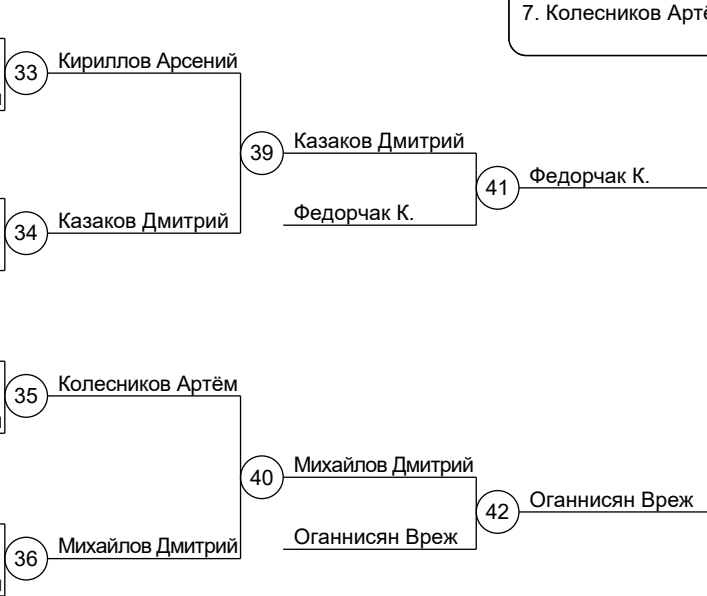 7. Колесников Артё
33
Кириллов Арсений
39
Казаков Дмитрий
41
Федорчак К.
34
Казаков Дмитрий
Федорчак К.
35
Колесников Артём
40
Михайлов Дмитрий
42
Оганнисян Вреж
36
Михайлов Дмитрий
Оганнисян Вреж